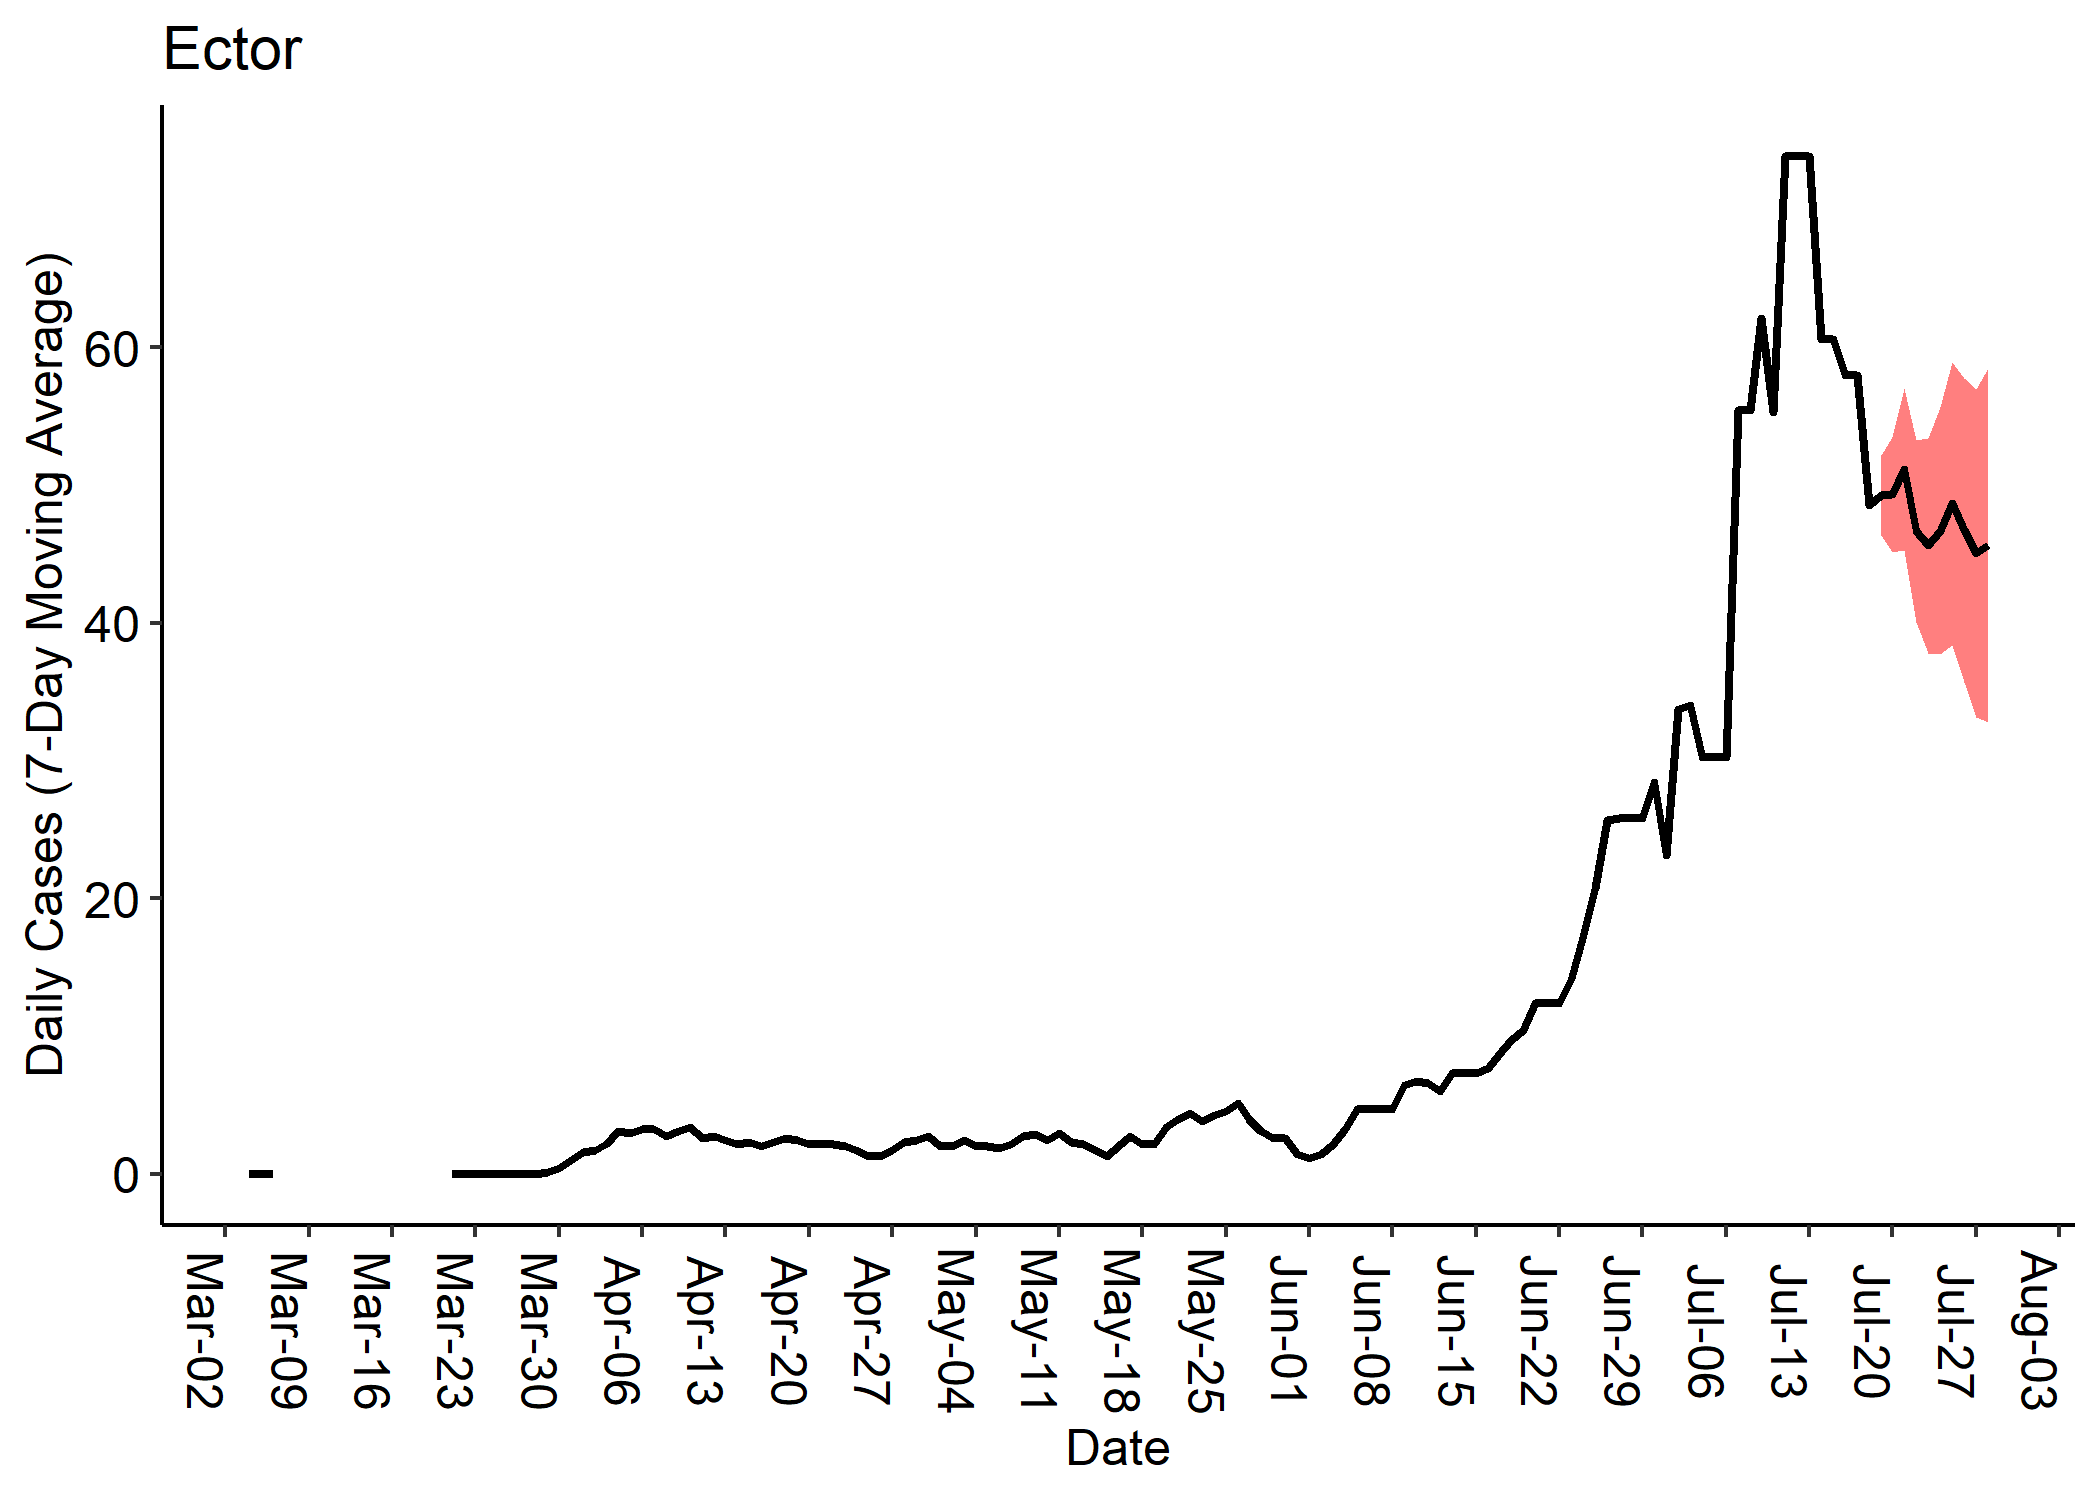 Ector
Daily Cases (7-Day Moving Average)
60
40
20
0
Mar-02
Mar-09
Mar-16
Mar-23
Mar-30
Apr-06
Apr-13
Apr-20
Apr-27
May-04
May-11
May-18
May-25
Jun-01
Jun-08
Jun-15
Jun-22
Jun-29
Jul-06
Jul-13
Jul-20
Jul-27
Aug-03
Date